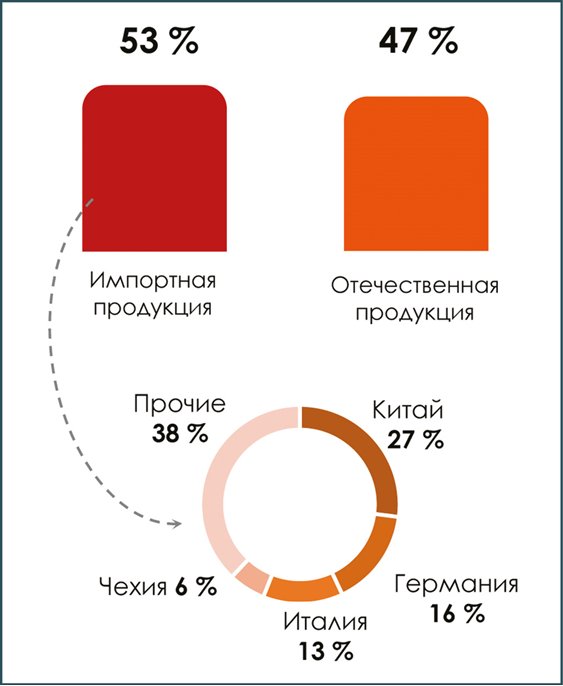 53 %
47 %
Импортная
продукция
Отечественная
продукция
Прочие
38 %
Китай
27 %
Чехия 6 %
Германия
16 %
Италия
13 %